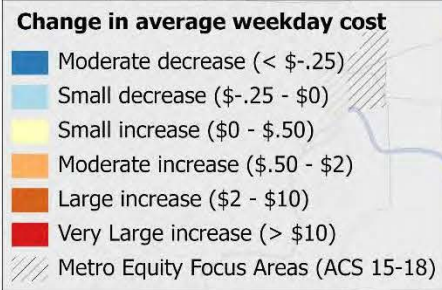 Change in average weekday cost
Moderate decrease (< $-.25)
Small decrease ($-.25 - $0)
Small increase ($0 - $.50)
Moderate increase ($.50 - $2)
Large increase ($2 - $10)
Very Large increase (> $10)
Metro Equity Focus Areas (ACS 15-18)